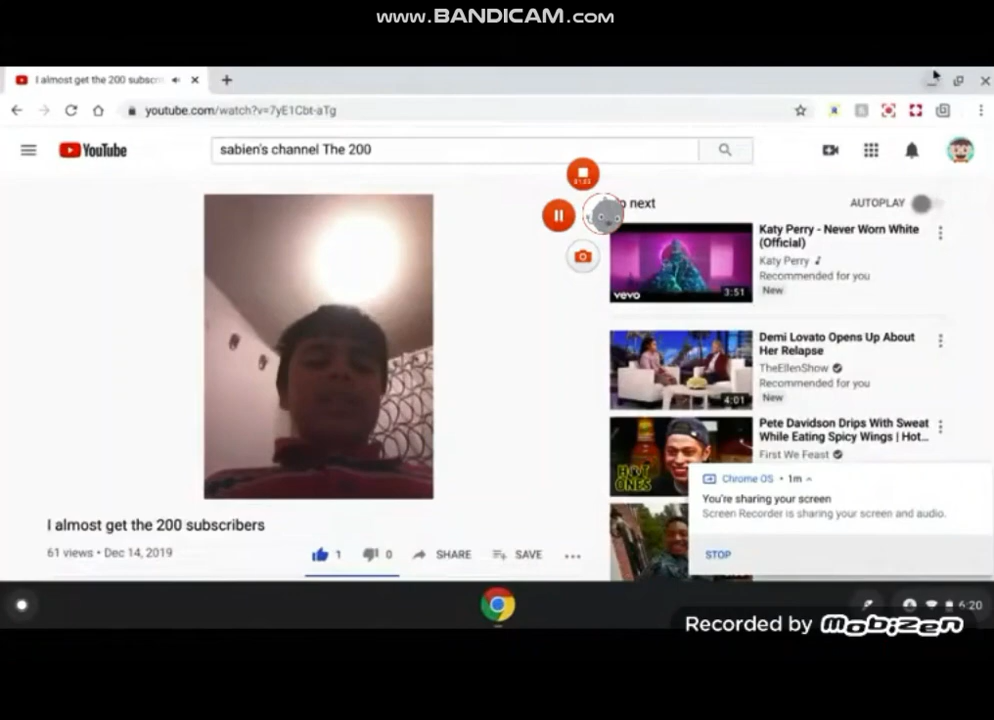 www.BANDICAM.com
I almost get the 200 subscri
youtube.com/watch?v=7yE1Cbt-aTg
YouTube
sabien's channel The 200
next
AUTOPLAY
Katy Perry - Never Worn White
(Official)
Katy Perry
Recommended for you
New
vevo
3:51
Demi Lovato Opens Up About
Her Relapse
TheEllenShow
Recommended for you
New
4:01
Pete Davidson Drips With Sweat
While Eating Spicy Wings | Hot...
First We Feast
HOT
ONES
Chrome OS • 1m
You're sharing your screen
Screen Recorder is sharing your screen and audio.
STOP
I almost get the 200 subscribers
61 views • Dec 14, 2019
1
0
SHARE
SAVE
6:20
Recorded by Mobizen